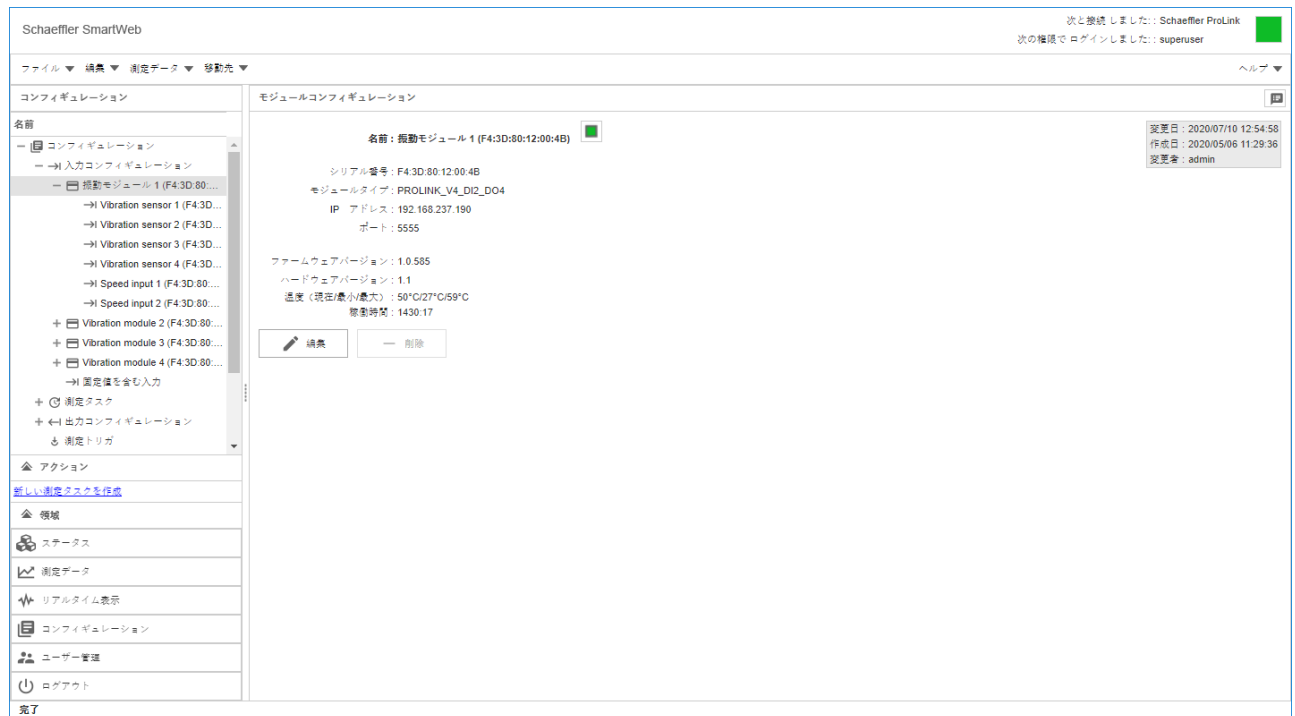 Schaeffler SmartWeb
次と接続 しました: : Schaeffler ProLink
次の権限で ログインしました: : superuser
ファイル ▼ 編集 ▼ 測定データ ▼ 移動先 ▼ ヘルプ ▼
コンフィギュレーション
モジュールコンフィギュレーション
名前
コンフィギュレーション
入力コンフィギュレーション
振動モジュール 1 (F4:3D:80:...
Vibration sensor 1 (F4:3D...
Vibration sensor 2 (F4:3D...
Vibration sensor 3 (F4:3D...
Vibration sensor 4 (F4:3D...
Speed input 1 (F4:3D:80:...
Speed input 2 (F4:3D:80:...
Vibration module 2 (F4:3D:80:...
Vibration module 3 (F4:3D:80:...
Vibration module 4 (F4:3D:80:...
固定値を含む入力
測定タスク
出力コンフィギュレーション
測定トリガ
アクション
新しい測定タスクを作成
領域
ステータス
測定データ
リアルタイム表示
コンフィギュレーション
ユーザー管理
ログアウト
完了
名前 : 振動モジュール 1 (F4:3D:80:12:00:4B)
シリアル番号 : F4:3D:80:12:00:4B
モジュールタイプ : PROLINK_V4_DI2_DO4
IP アドレス : 192.168.237.190
ポート : 5555
ファームウェアバージョン : 1.0.585
ハードウェアバージョン : 1.1
温度（現在/最小/最大） : 50°C/27°C/59°C
稼働時間 : 1430:17
編集
削除
変更日 : 2020/07/10 12:54:58
作成日 : 2020/05/06 11:29:36
変更者 : admin